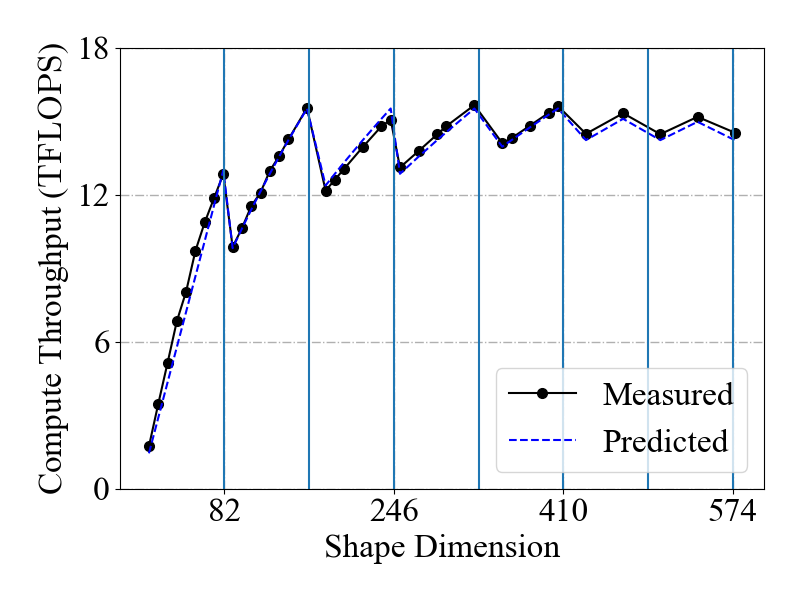 Compute Throughput (TFLOPS)
18
12
6
0
Measured
Predicted
82
246
410
574
Shape Dimension